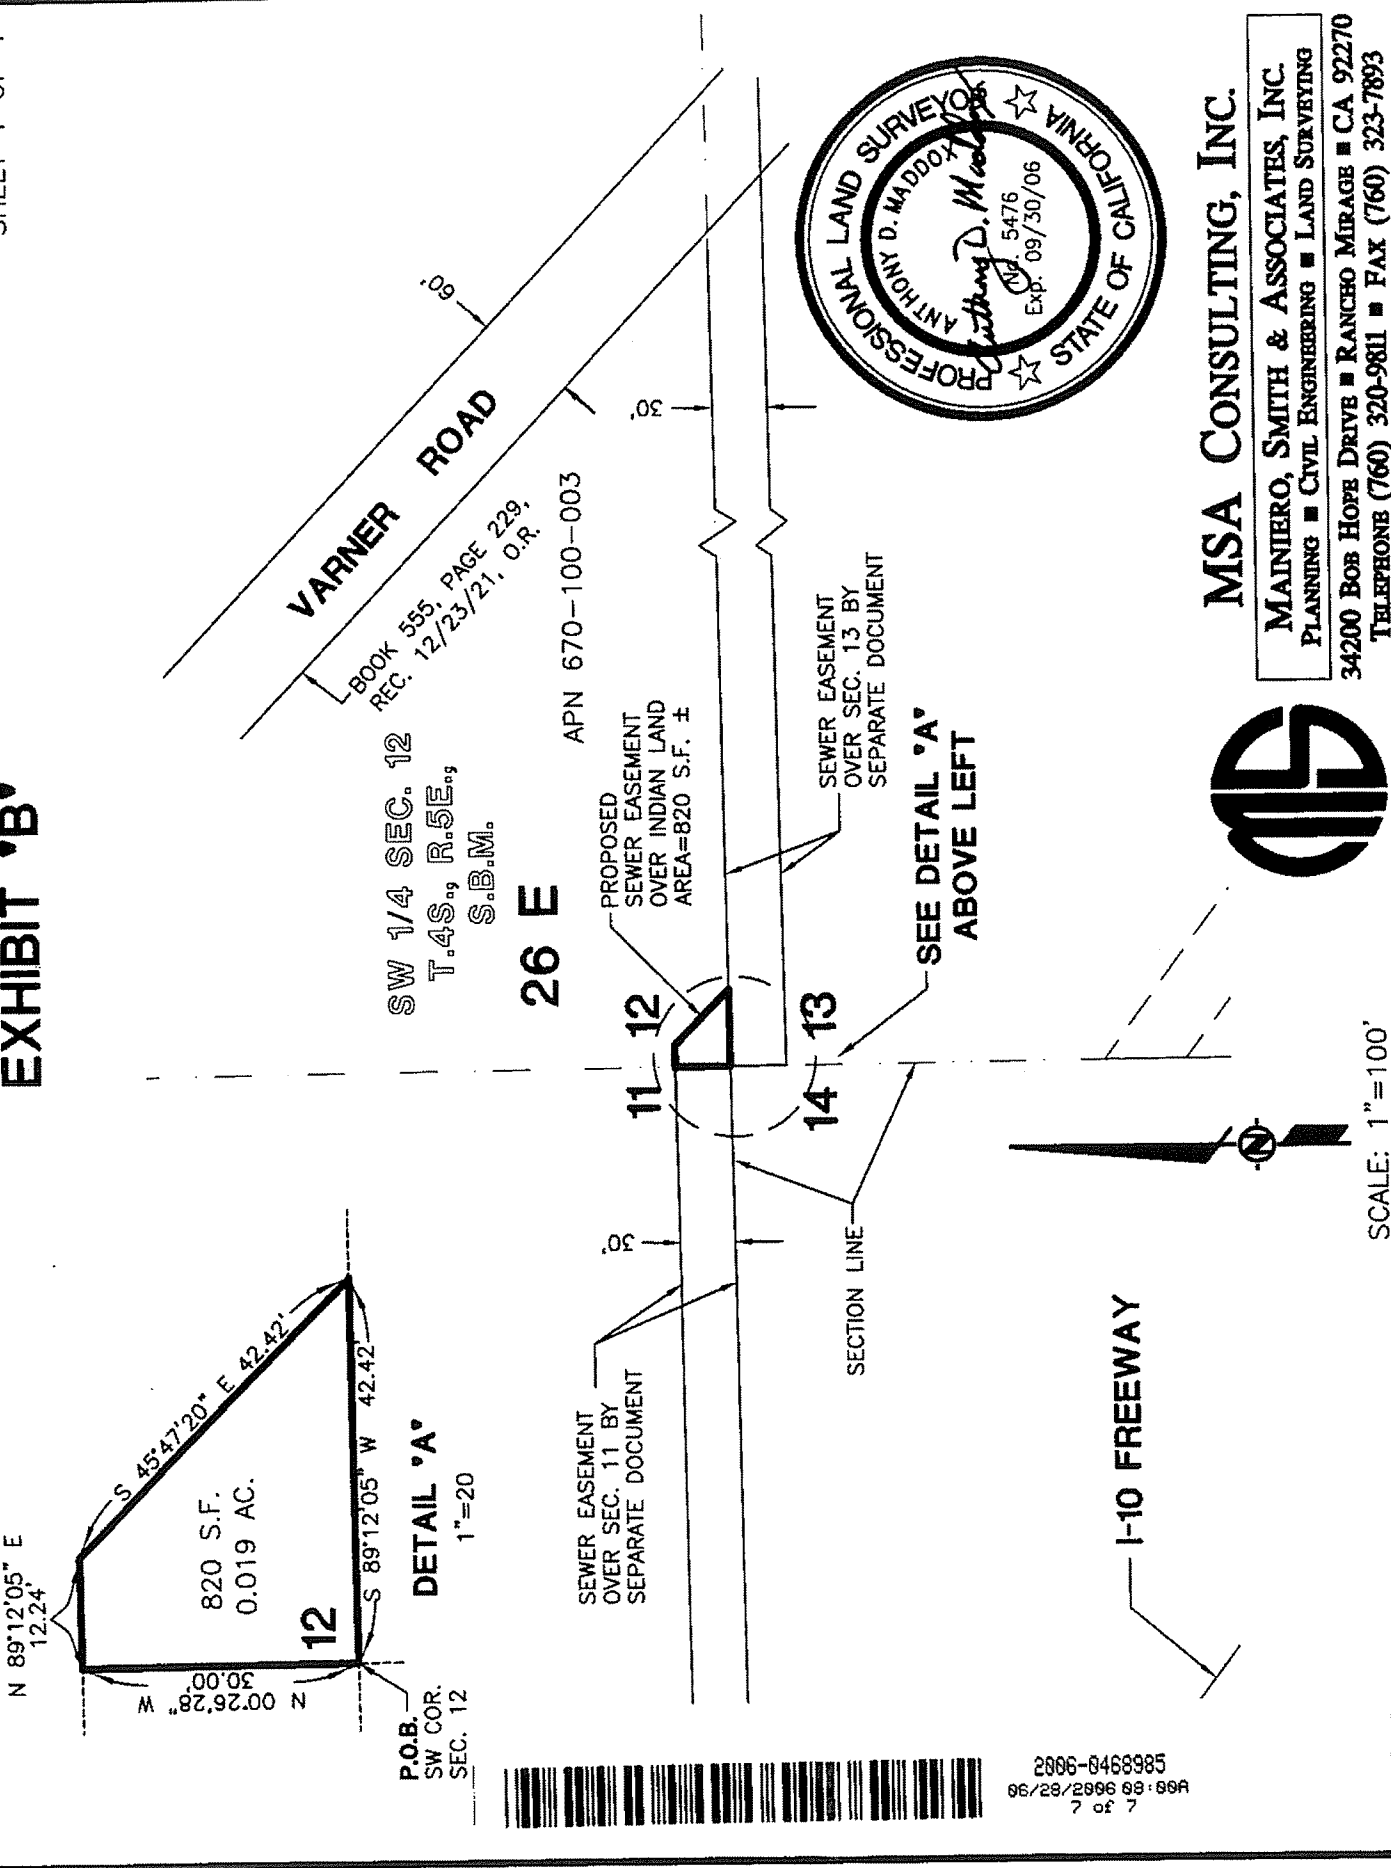 EXHIBIT "B"
N 89°12'05" E
12.24'
S 45°47'20" E 42.42'
820 S.F.
0.019 AC.
12
N 00°26'28" W
30.00'
S 89°12'05" W 42.42'
P.O.B.
SW COR.
SEC. 12
DETAIL "A"
1"=20
VARNER ROAD
60'
BOOK 555, PAGE 229,
REC. 12/23/21, O.R.
SW 1/4 SEC. 12
T.4S., R.5E.,
S.B.M.
26 E
APN 670-100-003
PROPOSED
SEWER EASEMENT
OVER INDIAN LAND
AREA=820 S.F. ±
11
12
14
13
30'
30'
SEWER EASEMENT
OVER SEC. 11 BY
SEPARATE DOCUMENT
SEWER EASEMENT
OVER SEC. 13 BY
SEPARATE DOCUMENT
SECTION LINE
SEE DETAIL "A"
ABOVE LEFT
I-10 FREEWAY
N
SCALE: 1"=100'
PROFESSIONAL LAND SURVEYOR
ANTHONY D. MADDOX
Anthony D. Maddox
No. 5476
Exp. 09/30/06
STATE OF CALIFORNIA
MSA CONSULTING, INC.
MAINIERO, SMITH & ASSOCIATES, INC.
PLANNING ■ CIVIL ENGINEERING ■ LAND SURVEYING
34200 BOB HOPE DRIVE ■ RANCHO MIRAGE ■ CA 92270
TELEPHONE (760) 320-9811 ■ FAX (760) 323-7893
2006-0468985
06/28/2006 08:00A
7 of 7